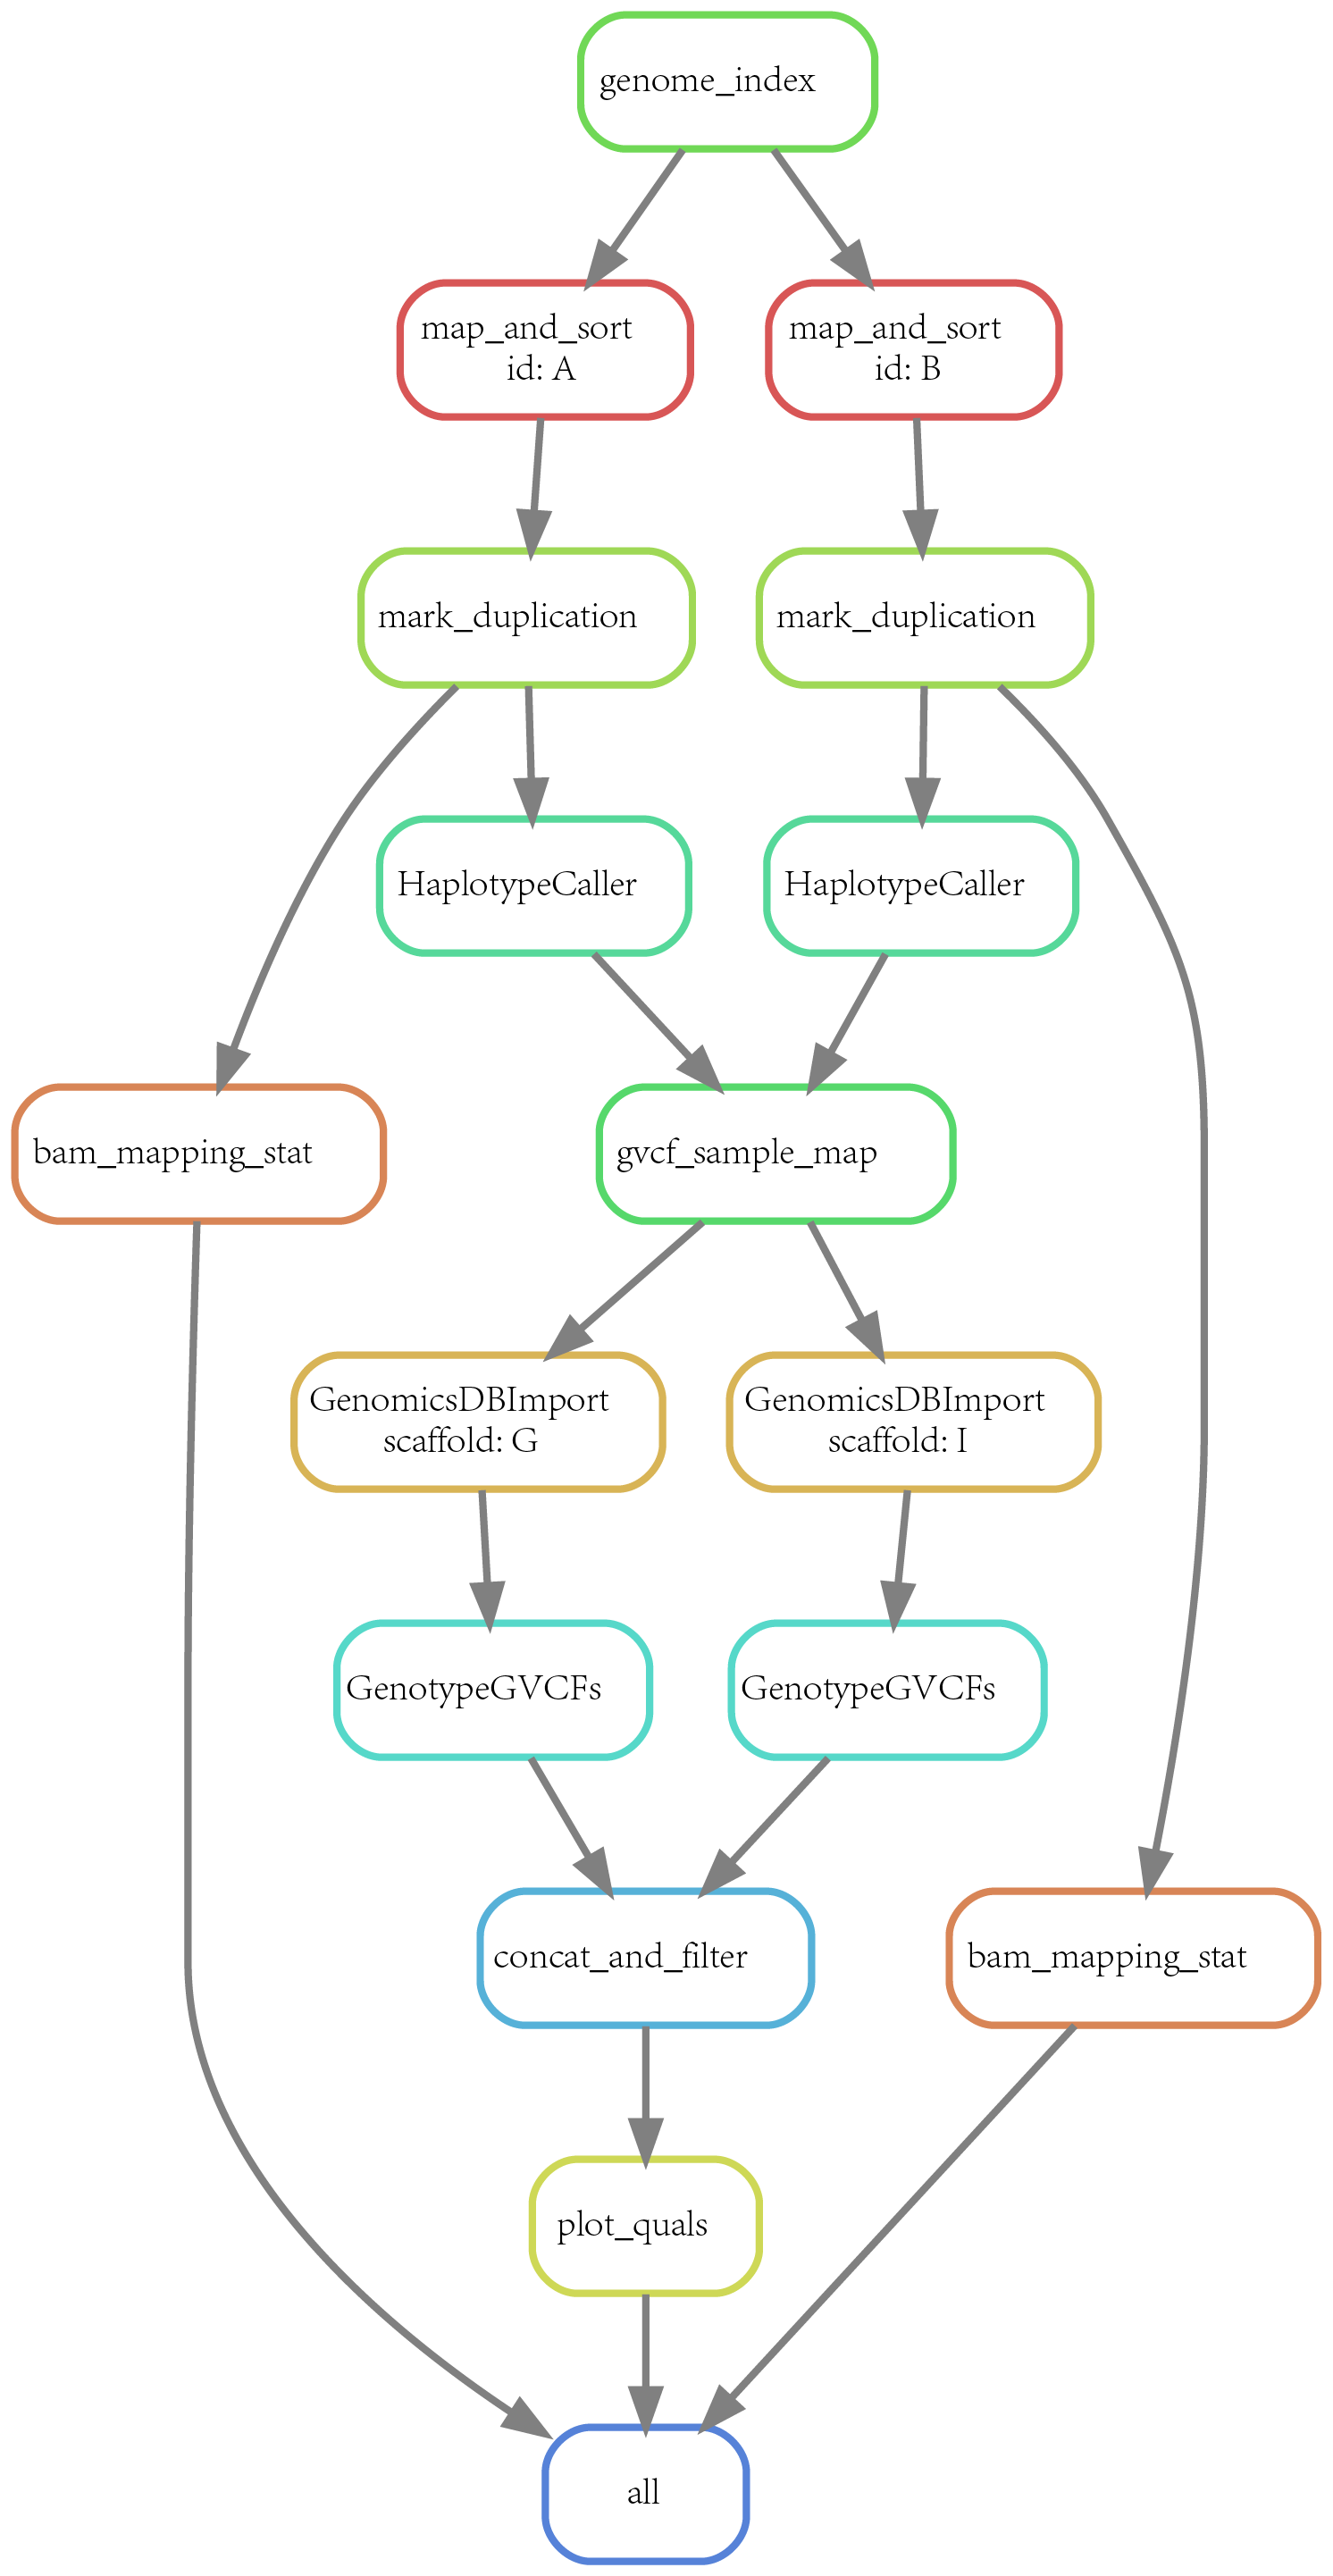 genome_index
map_and_sort
id: A
map_and_sort
id: B
mark_duplication
mark_duplication
HaplotypeCaller
HaplotypeCaller
bam_mapping_stat
gvcf_sample_map
GenomicsDBImport
scaffold: G
GenomicsDBImport
scaffold: I
GenotypeGVCFs
GenotypeGVCFs
concat_and_filter
bam_mapping_stat
plot_quals
all